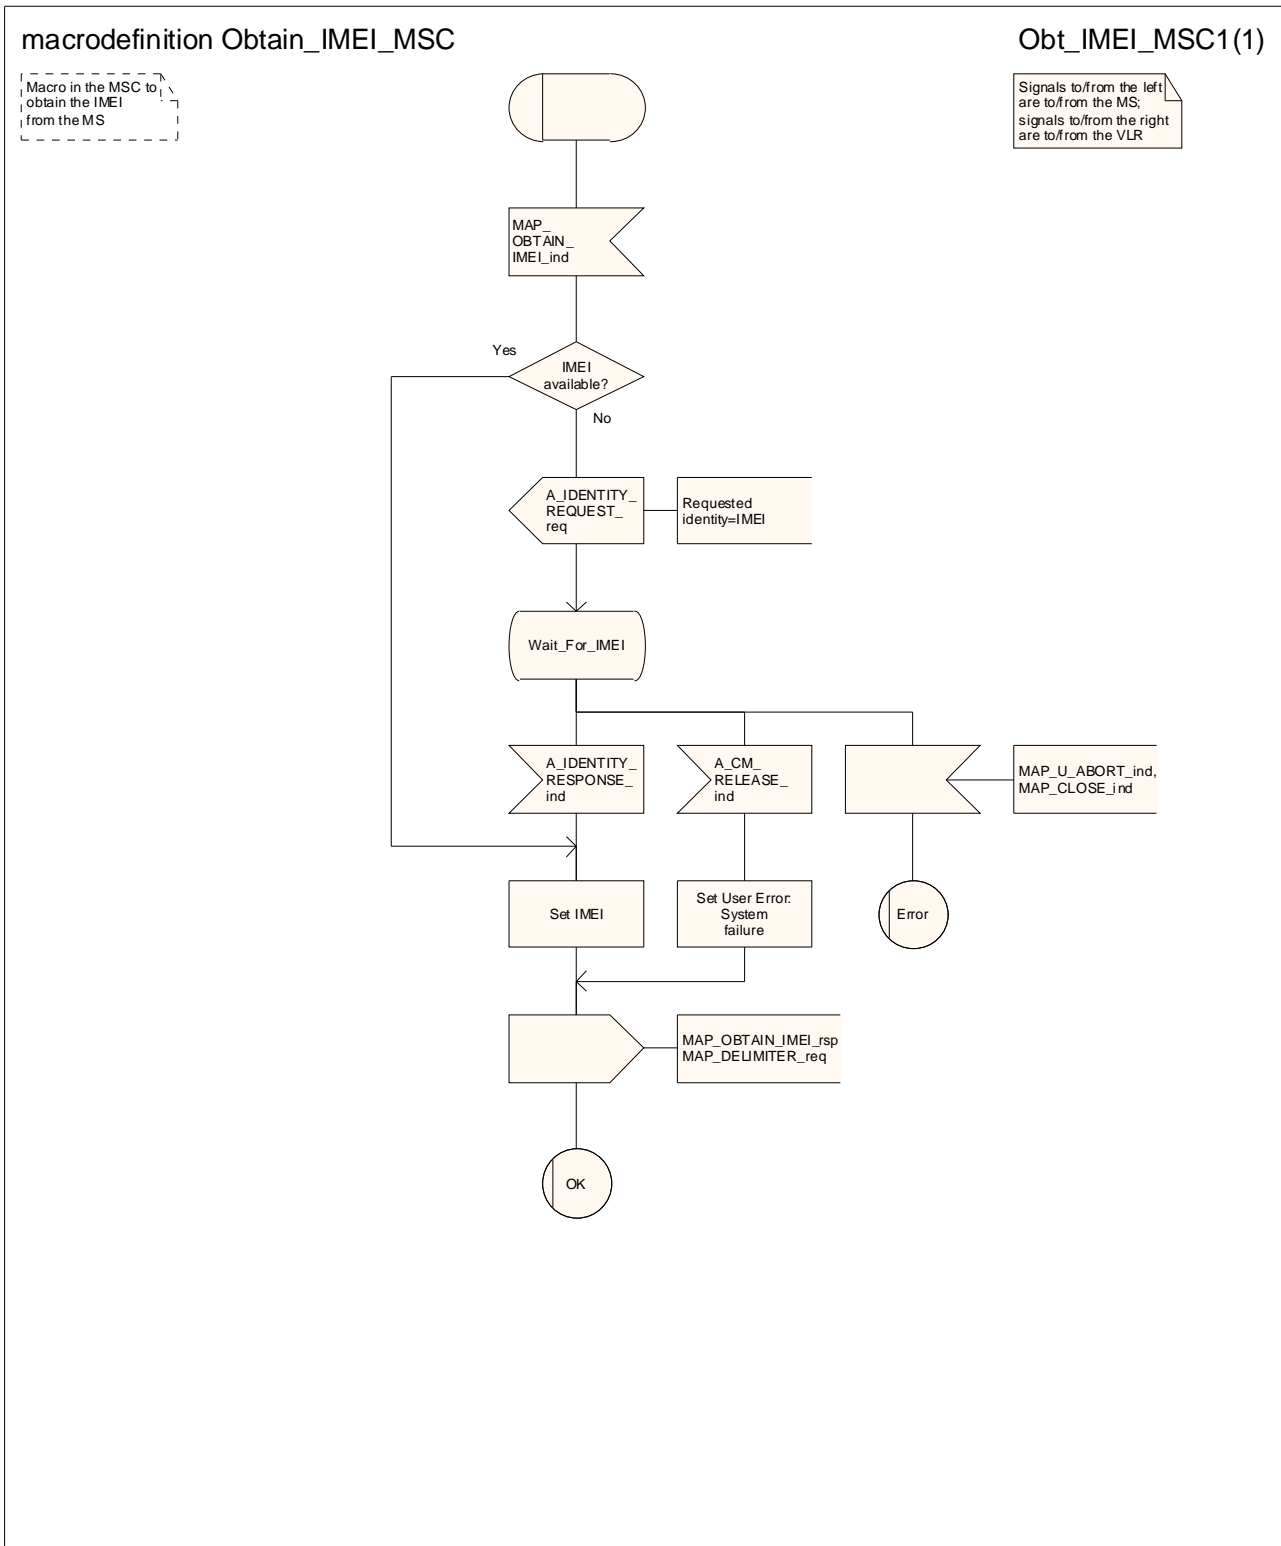 macrodefinition Obtain_IMEI_MSC
Obt_IMEI_MSC1(1)
Macro in the MSC to
obtain the IMEI
from the MS
Signals to/from the left
are to/from the MS;
signals to/from the right
are to/from the VLR
MAP_
OBTAIN_
IMEI_ind
Yes
IMEI
available?
No
A_IDENTITY_
REQUEST_
req
Requested
identity=IMEI
Wait_For_IMEI
A_IDENTITY_
RESPONSE_
ind
A_CM_
RELEASE_
ind
MAP_U_ABORT_ind,
MAP_CLOSE_ind
Set IMEI
Set User Error:
System
failure
Error
MAP_OBTAIN_IMEI_rsp
MAP_DELIMITER_req
OK